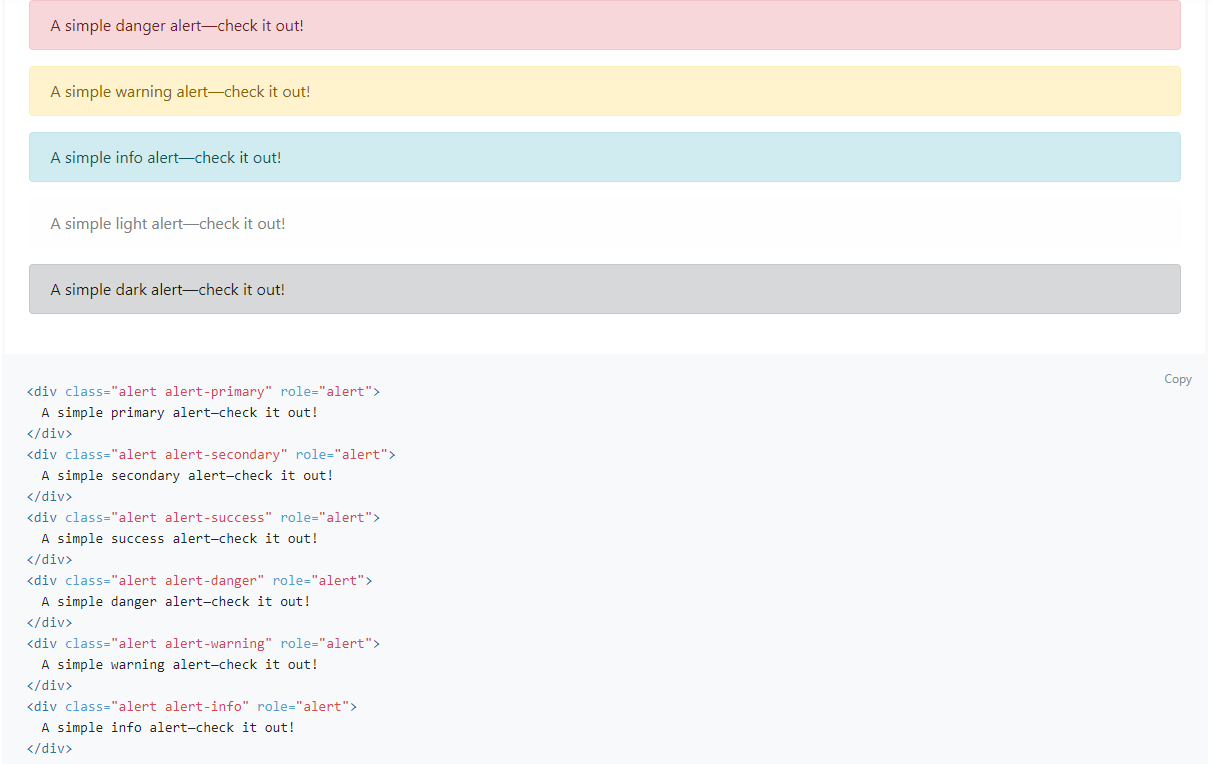 A simple danger alert—check it out!
A simple warning alert—check it out!
A simple info alert—check it out!
A simple light alert—check it out!
A simple dark alert—check it out!
Copy
<div class="alert alert-primary" role="alert">
  A simple primary alert—check it out!
</div>
<div class="alert alert-secondary" role="alert">
  A simple secondary alert—check it out!
</div>
<div class="alert alert-success" role="alert">
  A simple success alert—check it out!
</div>
<div class="alert alert-danger" role="alert">
  A simple danger alert—check it out!
</div>
<div class="alert alert-warning" role="alert">
  A simple warning alert—check it out!
</div>
<div class="alert alert-info" role="alert">
  A simple info alert—check it out!
</div>